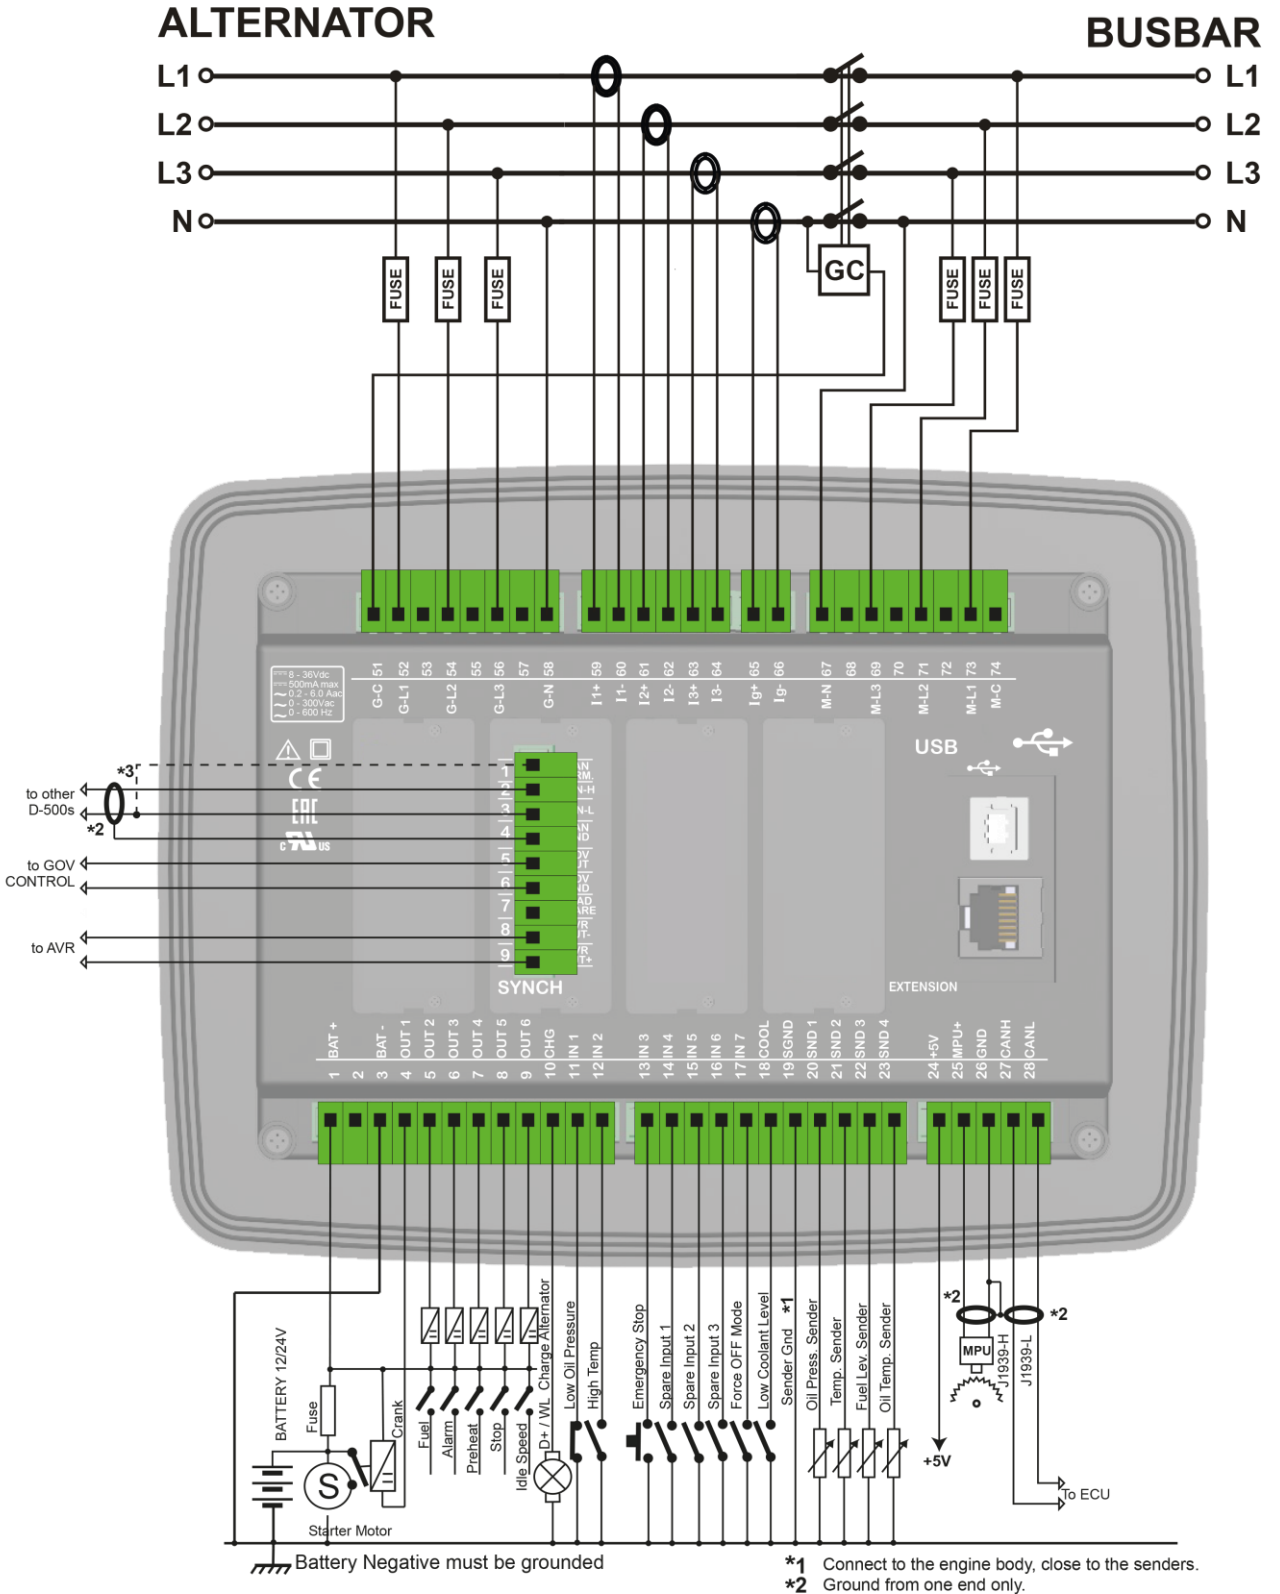 ALTERNATOR
BUSBAR
L1
L1
L2
L2
L3
L3
N
N
GC
FUSE
FUSE
FUSE
FUSE
FUSE
FUSE
8 - 36Vdc
500mA max
0.2 - 6.0 Aac
0 - 300Vac
0 - 600 Hz
G-C 51
G-L1 52
53
G-L2 54
55
G-L3 56
57
G-N 58
I1+ 59
I1- 60
I2+ 61
I2- 62
I3+ 63
I3- 64
Ig+ 65
Ig- 66
M-N 67
68
M-L3 69
70
M-L2 71
72
M-L1 73
M-C 74
USB
CE
EAC
c US
*3
to other
D-500s
*2
to GOV
CONTROL
to AVR
1
2
3
4
5
6
7
8
9
SYNCH
EXTENSION
1 BAT +
2
3 BAT -
4 OUT 1
5 OUT 2
6 OUT 3
7 OUT 4
8 OUT 5
9 OUT 6
10 CHG
11 IN 1
12 IN 2
13 IN 3
14 IN 4
15 IN 5
16 IN 6
17 IN 7
18 COOL
19 SGND
20 SND 1
21 SND 2
22 SND 3
23 SND 4
24 +5V
25 MPU+
26 GND
27 CANH
28 CANL
BATTERY 12/24V
Fuse
S
Starter Motor
Crank
Fuel
Alarm
Preheat
Stop
Idle Speed
D+ / WL Charge Alternator
Low Oil Pressure
High Temp
Emergency Stop
Spare Input 1
Spare Input 2
Spare Input 3
Force OFF Mode
Low Coolant Level
Sender Gnd *1
Oil Press. Sender
Temp. Sender
Fuel Lev. Sender
Oil Temp. Sender
+5V
*2
MPU
*2
J1939-H
J1939-L
To ECU
Battery Negative must be grounded
*1 Connect to the engine body, close to the senders.
*2 Ground from one end only.